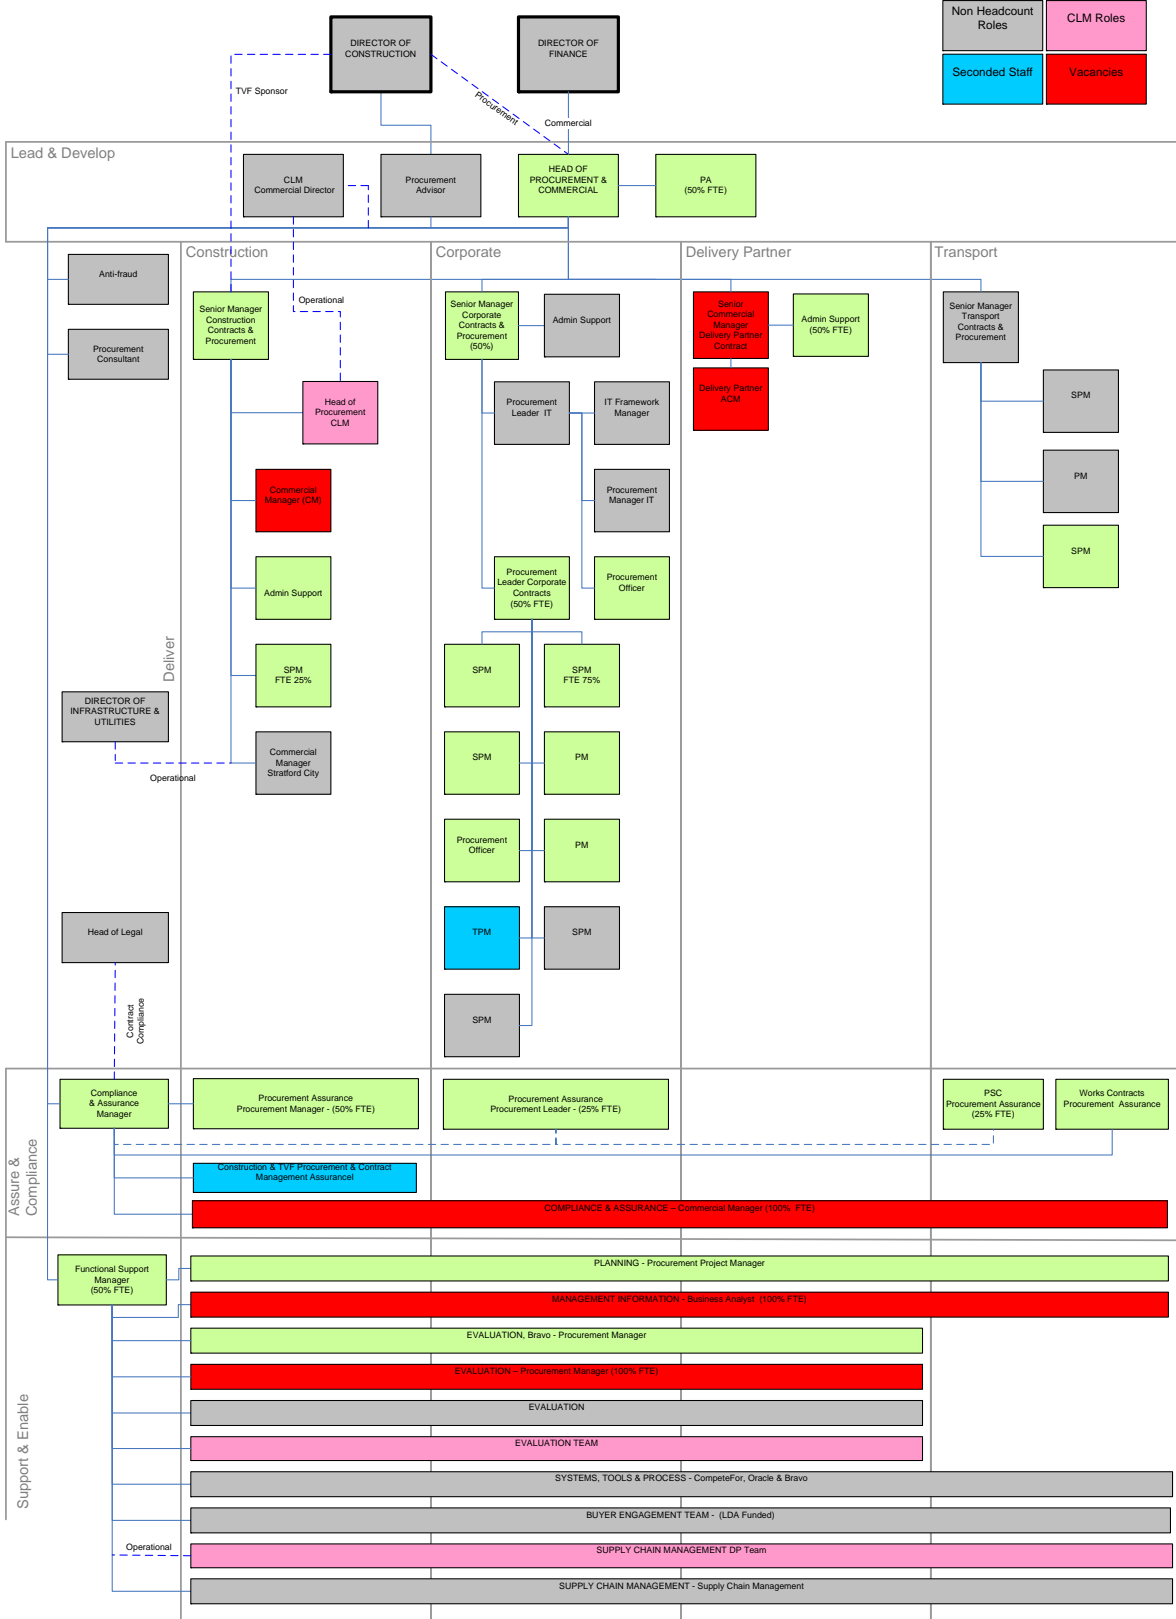 Non Headcount
Roles
CLM Roles
Seconded Staff
Vacancies
DIRECTOR OF
CONSTRUCTION
DIRECTOR OF
FINANCE
TVF Sponsor
Procurement
Commercial
Lead & Develop
CLM
Commercial Director
Procurement
Advisor
HEAD OF
PROCUREMENT &
COMMERCIAL
PA
(50% FTE)
Construction
Corporate
Delivery Partner
Transport
Anti-fraud
Procurement
Consultant
Operational
Senior Manager
Construction
Contracts &
Procurement
Senior Manager
Corporate
Contracts &
Procurement
(50%)
Admin Support
Senior
Commercial
Manager
Delivery Partner
Contract
Admin Support
(50% FTE)
Senior Manager
Transport
Contracts &
Procurement
Head of
Procurement
CLM
Procurement
Leader IT
IT Framework
Manager
Delivery Partner
ACM
SPM
Commercial
Manager (CM)
Procurement
Manager IT
PM
Admin Support
Procurement
Leader Corporate
Contracts
(50% FTE)
Procurement
Officer
SPM
Deliver
SPM
FTE 25%
SPM
SPM
FTE 75%
DIRECTOR OF
INFRASTRUCTURE &
UTILITIES
Operational
Commercial
Manager
Stratford City
SPM
PM
Procurement
Officer
PM
Head of Legal
TPM
SPM
Contract
Compliance
SPM
Assure &
Compliance
Compliance
& Assurance
Manager
Procurement Assurance
Procurement Manager - (50% FTE)
Procurement Assurance
Procurement Leader - (25% FTE)
PSC
Procurement Assurance
(25% FTE)
Works Contracts
Procurement Assurance
Construction & TVF Procurement & Contract
Management Assurancel
COMPLIANCE & ASSURANCE – Commercial Manager (100% FTE)
Support & Enable
Functional Support
Manager
(50% FTE)
PLANNING - Procurement Project Manager
MANAGEMENT INFORMATION - Business Analyst (100% FTE)
EVALUATION, Bravo - Procurement Manager
EVALUATION – Procurement Manager (100% FTE)
EVALUATION
EVALUATION TEAM
SYSTEMS, TOOLS & PROCESS - CompeteFor, Oracle & Bravo
BUYER ENGAGEMENT TEAM - (LDA Funded)
Operational
SUPPLY CHAIN MANAGEMENT DP Team
SUPPLY CHAIN MANAGEMENT - Supply Chain Management